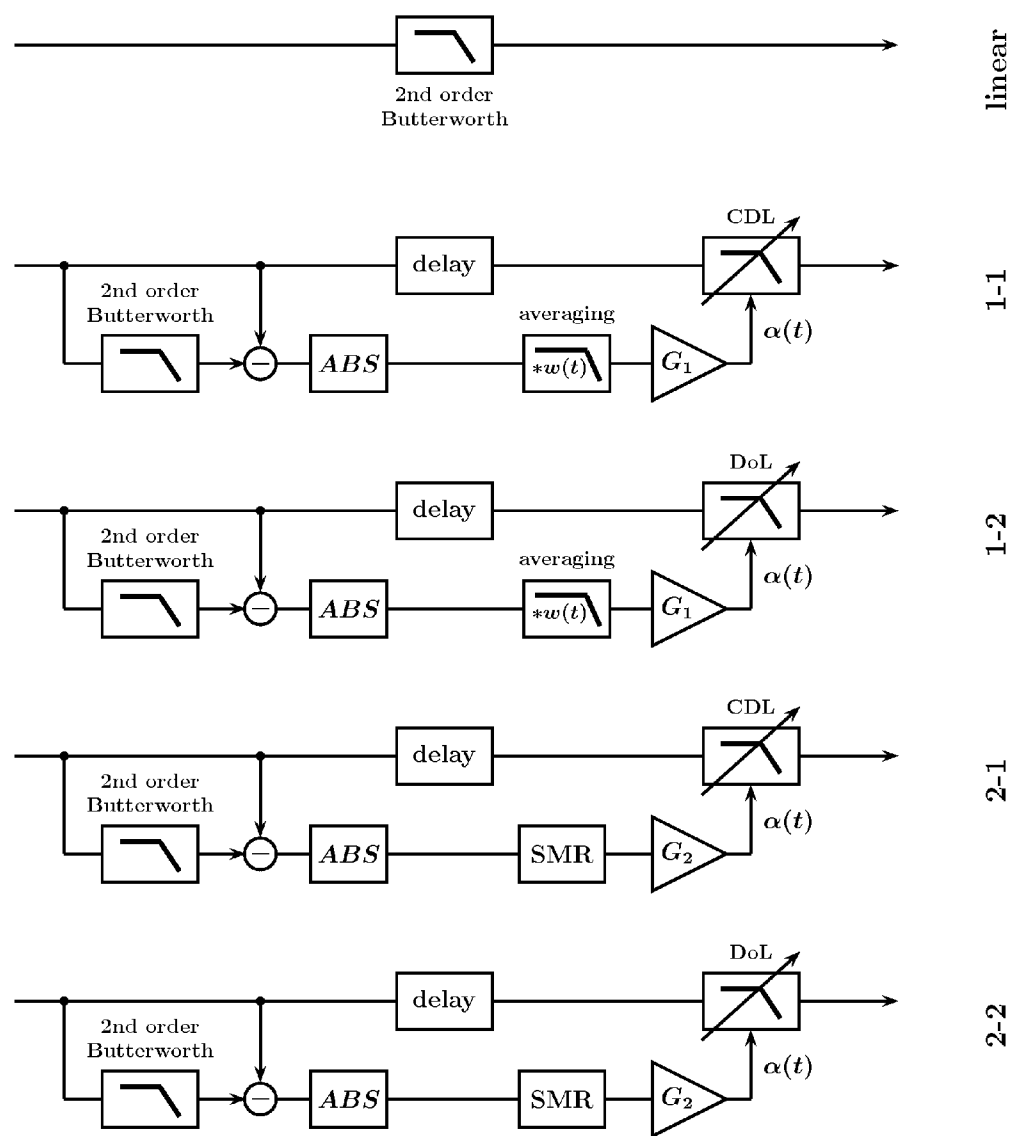 2nd order
Butterworth
linear
CDL
delay
2nd order
Butterworth
averaging
− ABS *w(t) G₁ α(t)
1-1
DoL
delay
2nd order
Butterworth
averaging
− ABS *w(t) G₁ α(t)
1-2
CDL
delay
2nd order
Butterworth
− ABS SMR G₂ α(t)
2-1
DoL
delay
2nd order
Butterworth
− ABS SMR G₂ α(t)
2-2